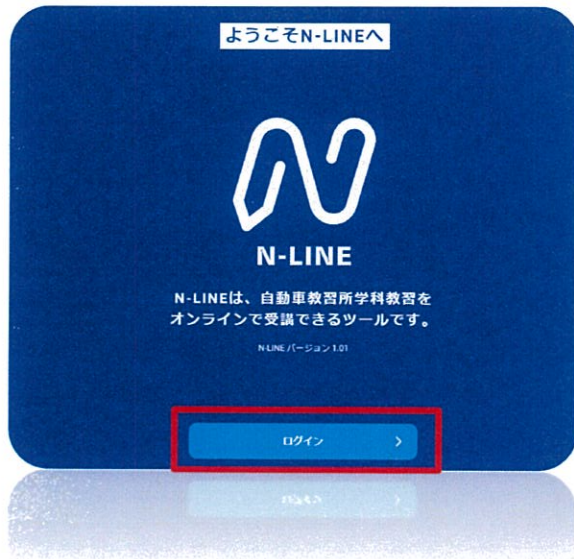 ようこそN-LINEへ
N-LINE
N-LINEは、自動車教習所学科教習を
オンラインで受講できるツールです。
N-LINE バージョン 1.01
ログイン